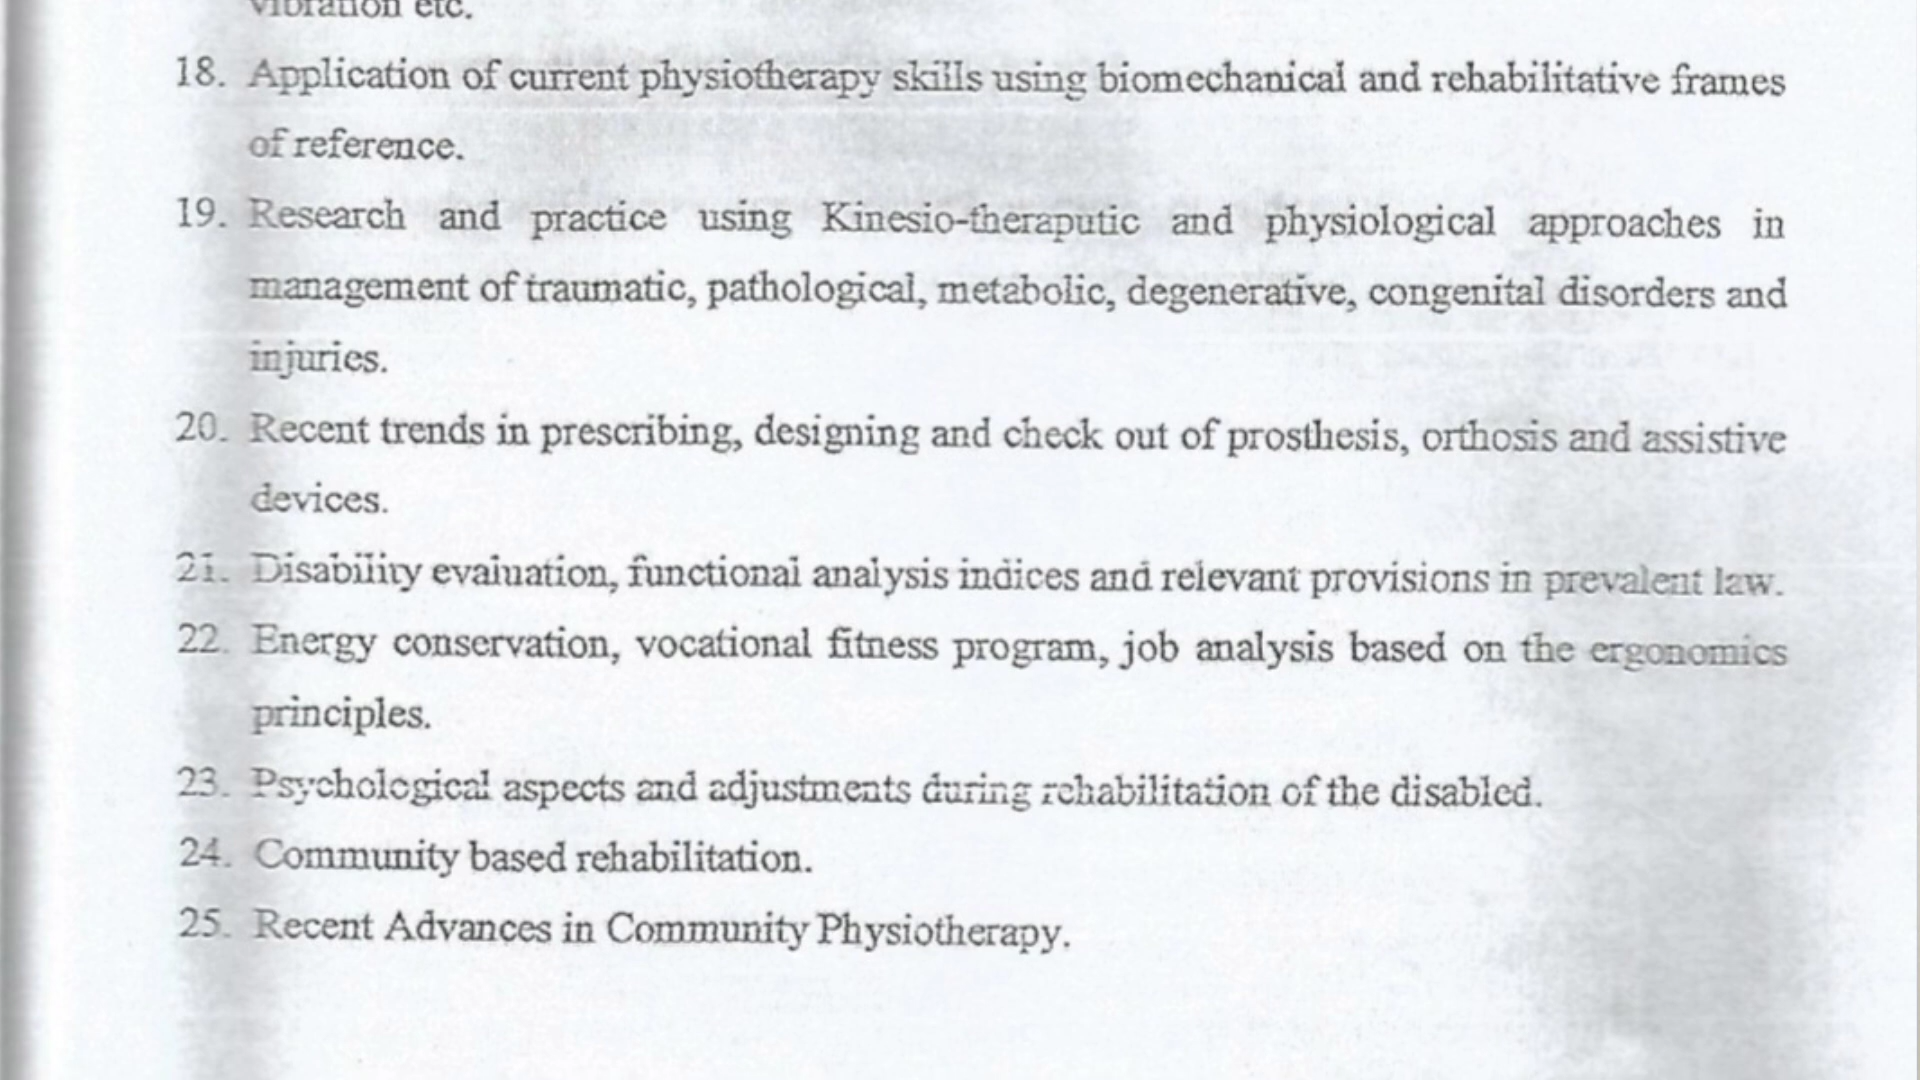 vibration etc.
18. Application of current physiotherapy skills using biomechanical and rehabilitative frames
of reference.
19. Research and practice using Kinesio-theraputic and physiological approaches in
management of traumatic, pathological, metabolic, degenerative, congenital disorders and
injuries.
20. Recent trends in prescribing, designing and check out of prosthesis, orthosis and assistive
devices.
21. Disability evaluation, functional analysis indices and relevant provisions in prevalent law.
22. Energy conservation, vocational fitness program, job analysis based on the ergonomics
principles.
23. Psychological aspects and adjustments during rehabilitation of the disabled.
24. Community based rehabilitation.
25. Recent Advances in Community Physiotherapy.